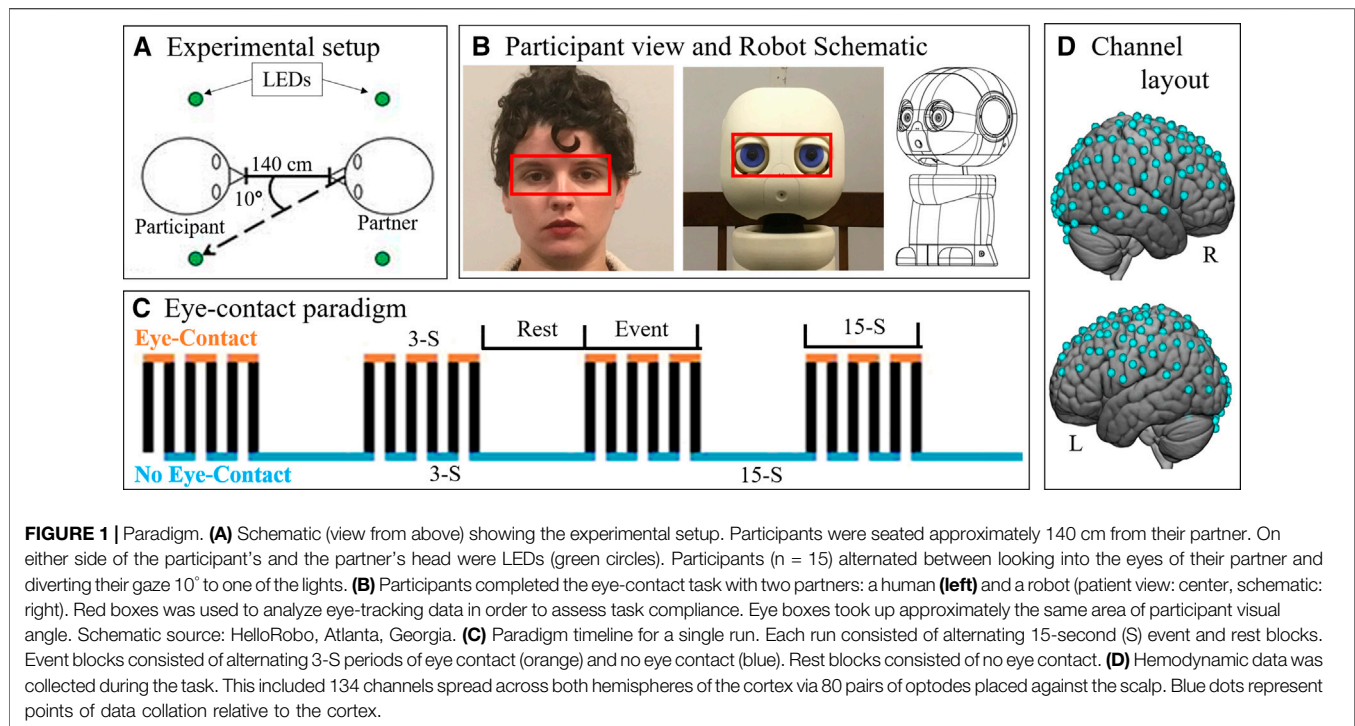 A Experimental setup
LEDs
140 cm
10°
Participant
Partner
B Participant view and Robot Schematic
C Eye-contact paradigm
Eye-Contact
3-S
Rest
Event
15-S
No Eye-Contact
3-S
15-S
D Channel
layout
R
L
FIGURE 1 | Paradigm. (A) Schematic (view from above) showing the experimental setup. Participants were seated approximately 140 cm from their partner. On
either side of the participant's and the partner's head were LEDs (green circles). Participants (n = 15) alternated between looking into the eyes of their partner and
diverting their gaze 10° to one of the lights. (B) Participants completed the eye-contact task with two partners: a human (left) and a robot (patient view: center, schematic:
right). Red boxes was used to analyze eye-tracking data in order to assess task compliance. Eye boxes took up approximately the same area of participant visual
angle. Schematic source: HelloRobo, Atlanta, Georgia. (C) Paradigm timeline for a single run. Each run consisted of alternating 15-second (S) event and rest blocks.
Event blocks consisted of alternating 3-S periods of eye contact (orange) and no eye contact (blue). Rest blocks consisted of no eye contact. (D) Hemodynamic data was
collected during the task. This included 134 channels spread across both hemispheres of the cortex via 80 pairs of optodes placed against the scalp. Blue dots represent
points of data collation relative to the cortex.